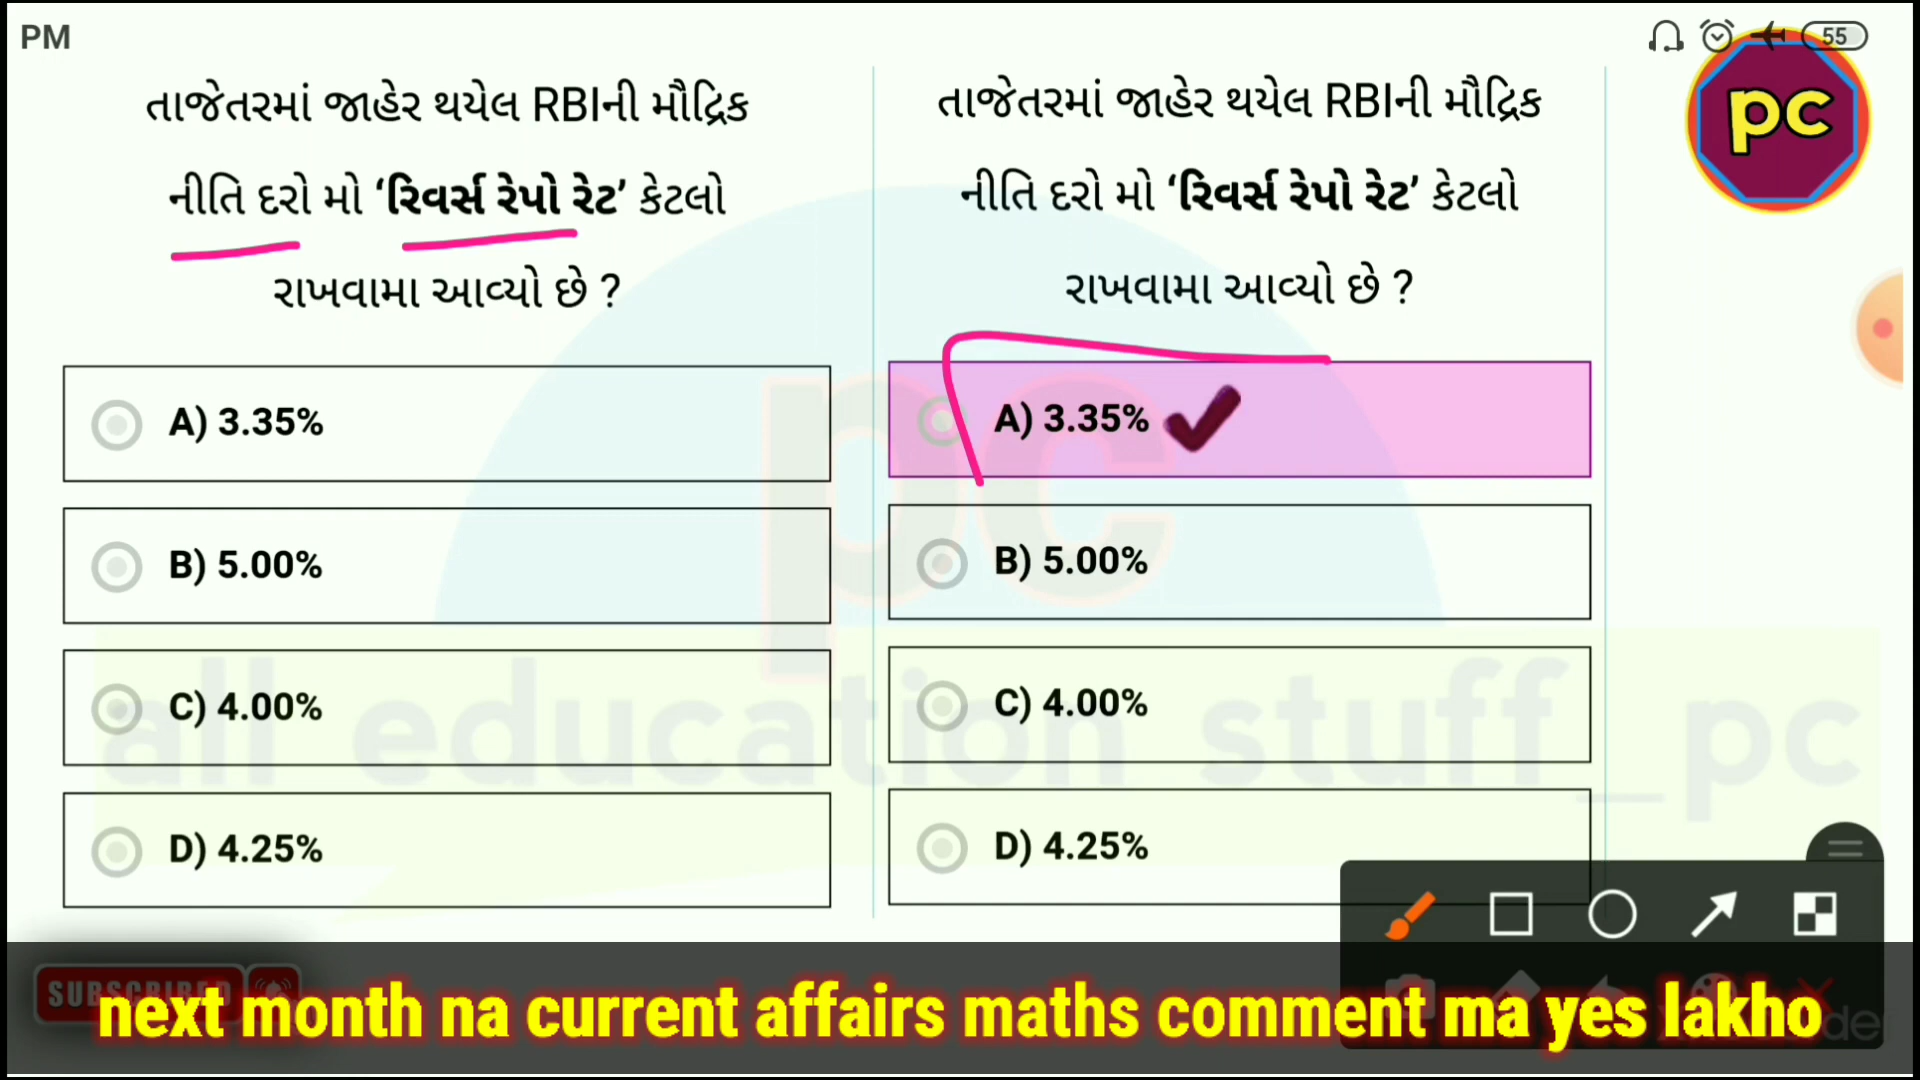 PM
55
pc
તાજેતરમાં જાહેર થયેલ RBIની મૌદ્રિક
નીતિ દરો મો ‘રિવર્સ રેપો રેટ’ કેટલો
રાખવામા આવ્યો છે ?
A) 3.35%
B) 5.00%
C) 4.00%
D) 4.25%
તાજેતરમાં જાહેર થયેલ RBIની મૌદ્રિક
નીતિ દરો મો ‘રિવર્સ રેપો રેટ’ કેટલો
રાખવામા આવ્યો છે ?
A) 3.35%
B) 5.00%
C) 4.00%
D) 4.25%
pc
all education stuff_pc
SUBSCRIBED
next month na current affairs maths comment ma yes lakho